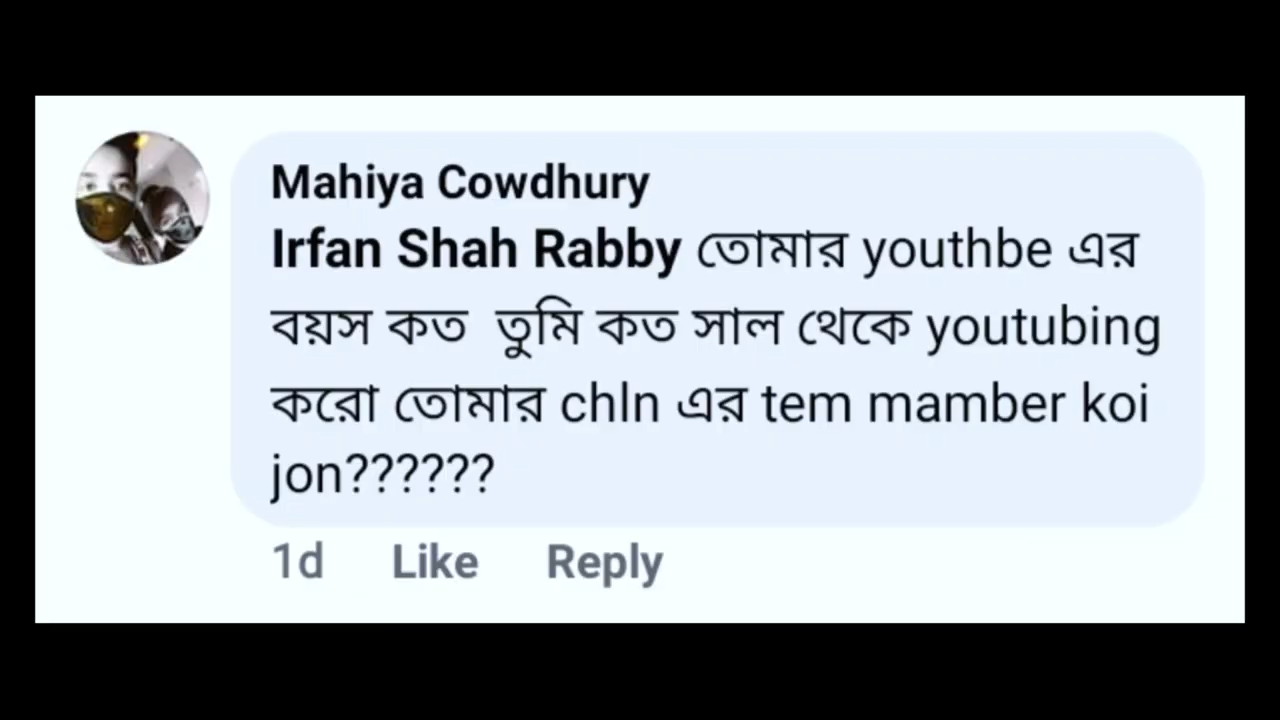 Mahiya Cowdhury
Irfan Shah Rabby তোমার youthbe এর
বয়স কত তুমি কত সাল থেকে youtubing
করো তোমার chln এর tem mamber koi
jon??????
1d Like Reply